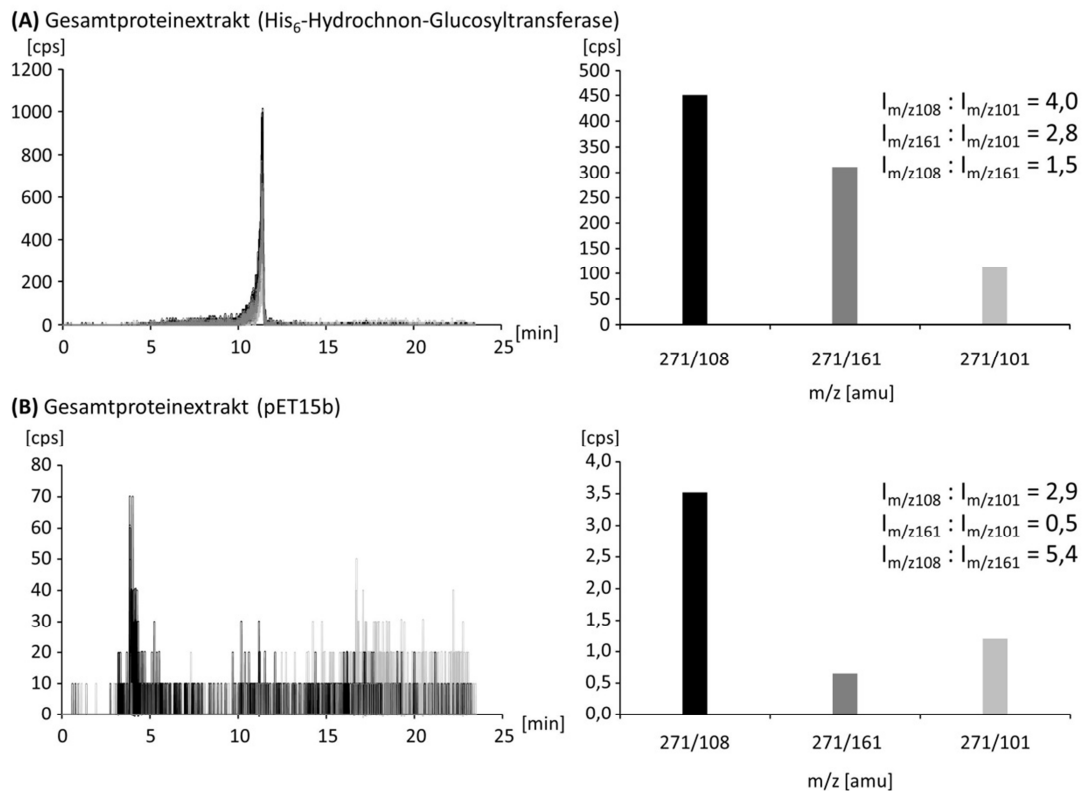 (A) Gesamtproteinextrakt (His6-Hydrochnon-Glucosyltransferase)
[cps]
1200
1000
800
600
400
200
0
0 5 10 15 20 25
[min]
[cps]
500
450
400
350
300
250
200
150
100
50
0
Im/z108 : Im/z101 = 4,0
Im/z161 : Im/z101 = 2,8
Im/z108 : Im/z161 = 1,5
271/108 271/161 271/101
m/z [amu]
(B) Gesamtproteinextrakt (pET15b)
[cps]
80
70
60
50
40
30
20
10
0
0 5 10 15 20 25
[min]
[cps]
4,0
3,5
3,0
2,5
2,0
1,5
1,0
0,5
0,0
Im/z108 : Im/z101 = 2,9
Im/z161 : Im/z101 = 0,5
Im/z108 : Im/z161 = 5,4
271/108 271/161 271/101
m/z [amu]